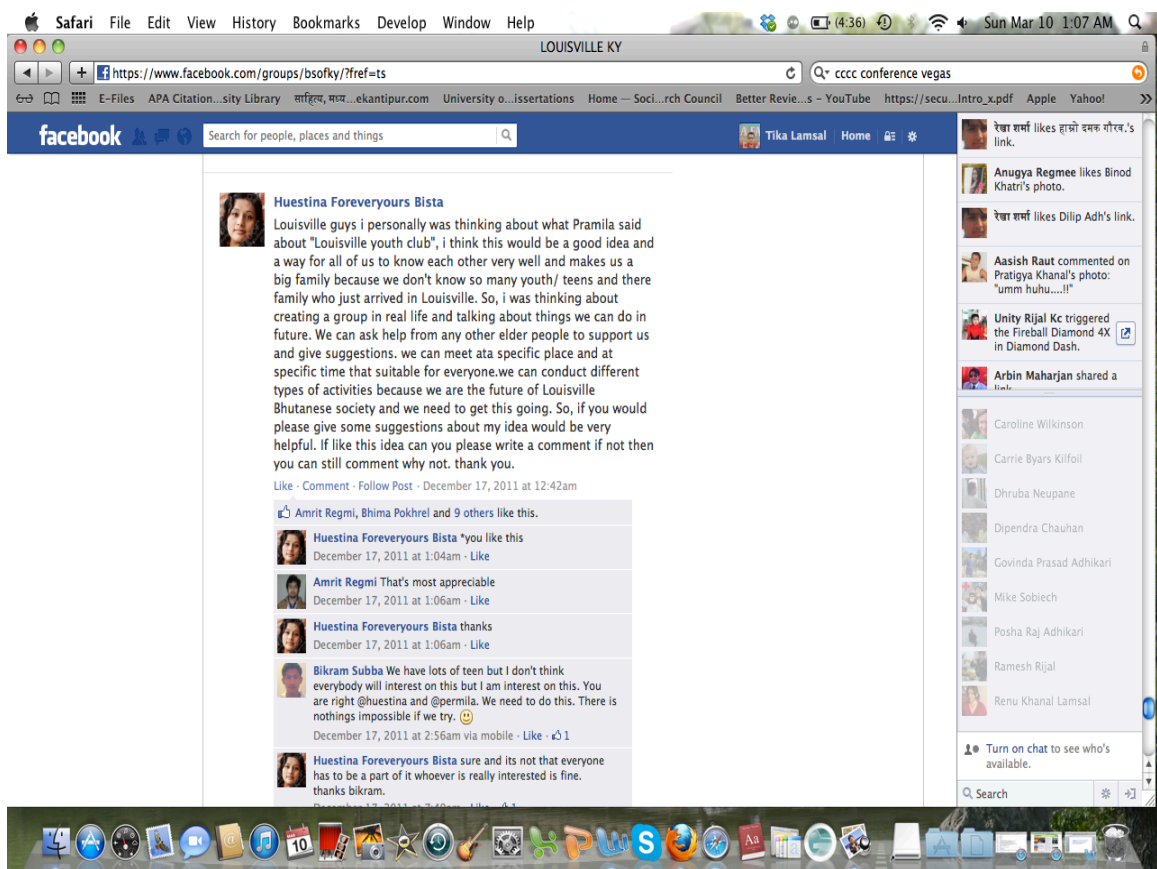 Safari File Edit View History Bookmarks Develop Window Help (4:36) Sun Mar 10 1:07 AM
LOUISVILLE KY
https://www.facebook.com/groups/bsofky/?fref=ts cccc conference vegas
E-Files APA Citation...sity Library साहित्य, मध्य...ekantipur.com University o...issertations Home — Soci...rch Council Better Revie...s – YouTube https://secu...Intro_x.pdf Apple Yahoo!
facebook Search for people, places and things Tika Lamsal Home
Huestina Foreveryours Bista
Louisville guys i personally was thinking about what Pramila said
about "Louisville youth club", i think this would be a good idea and
a way for all of us to know each other very well and makes us a
big family because we don't know so many youth/ teens and there
family who just arrived in Louisville. So, i was thinking about
creating a group in real life and talking about things we can do in
future. We can ask help from any other elder people to support us
and give suggestions. we can meet ata specific place and at
specific time that suitable for everyone.we can conduct different
types of activities because we are the future of Louisville
Bhutanese society and we need to get this going. So, if you would
please give some suggestions about my idea would be very
helpful. If like this idea can you please write a comment if not then
you can still comment why not. thank you.
Like · Comment · Follow Post · December 17, 2011 at 12:42am
Amrit Regmi, Bhima Pokhrel and 9 others like this.
Huestina Foreveryours Bista *you like this
December 17, 2011 at 1:04am · Like
Amrit Regmi That's most appreciable
December 17, 2011 at 1:06am · Like
Huestina Foreveryours Bista thanks
December 17, 2011 at 1:06am · Like
Bikram Subba We have lots of teen but I don't think
everybody will interest on this but I am interest on this. You
are right @huestina and @permila. We need to do this. There is
nothings impossible if we try.
December 17, 2011 at 2:56am via mobile · Like · 1
Huestina Foreveryours Bista sure and its not that everyone
has to be a part of it whoever is really interested is fine.
thanks bikram.
रेखा शर्मा likes हाम्रो दमक गौरव.'s
link.
Anugya Regmee likes Binod
Khatri's photo.
रेखा शर्मा likes Dilip Adh's link.
Aasish Raut commented on
Pratigya Khanal's photo:
"umm huhu....!!"
Unity Rijal Kc triggered
the Fireball Diamond 4X
in Diamond Dash.
Arbin Maharjan shared a
link
Caroline Wilkinson
Carrie Byars Kilfoil
Dhruba Neupane
Dipendra Chauhan
Govinda Prasad Adhikari
Mike Sobiech
Posha Raj Adhikari
Ramesh Rijal
Renu Khanal Lamsal
Turn on chat to see who's
available.
Search
10